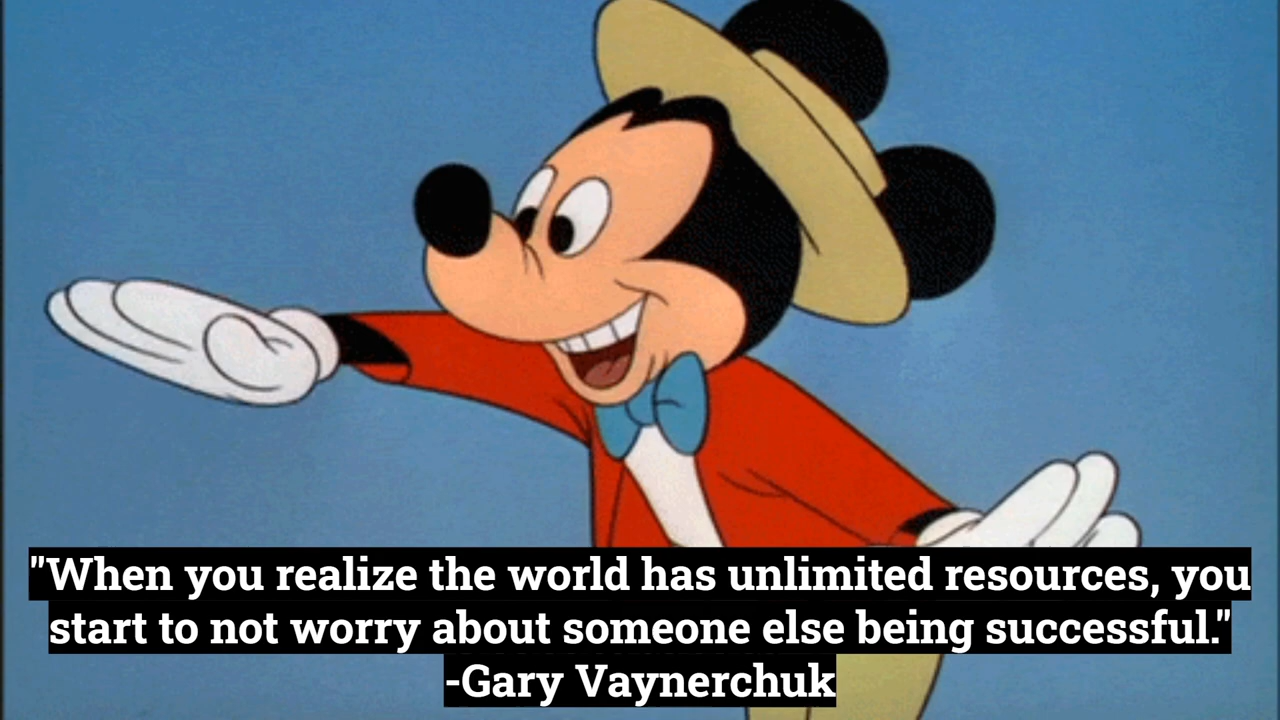 "When you realize the world has unlimited resources, you
start to not worry about someone else being successful."
-Gary Vaynerchuk